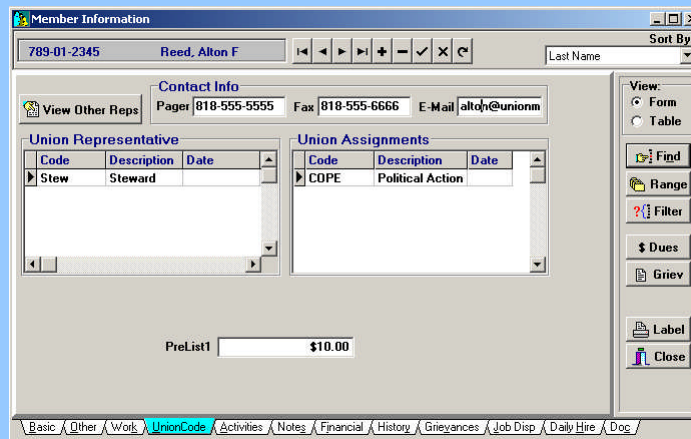 Member Information
Sort By
789-01-2345 Reed, Alton F
Last Name
Contact Info
View Other Reps
Pager 818-555-5555 Fax 818-555-6666 E-Mail alton@unionm
View:
Form
Table
Union Representative
Code Description Date
Stew Steward
Union Assignments
Code Description Date
COPE Political Action
Find
Range
?{} Filter
$ Dues
Griev
Label
Close
PreList1 $10.00
Basic Other Work UnionCode Activities Notes Financial History Grievances Job Disp Daily Hire Doc